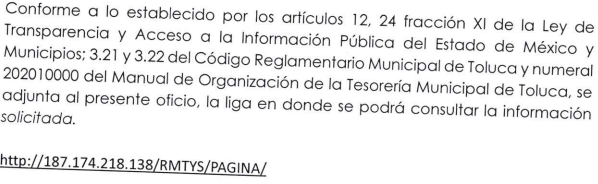 Conforme a lo establecido por los artículos 12, 24 fracción XI de la Ley de
Transparencia y Acceso a la Información Pública del Estado de México y
Municipios; 3.21 y 3.22 del Código Reglamentario Municipal de Toluca y numeral
202010000 del Manual de Organización de la Tesorería Municipal de Toluca, se
adjunta al presente oficio, la liga en donde se podrá consultar la información
solicitada.
http://187.174.218.138/RMTYS/PAGINA/